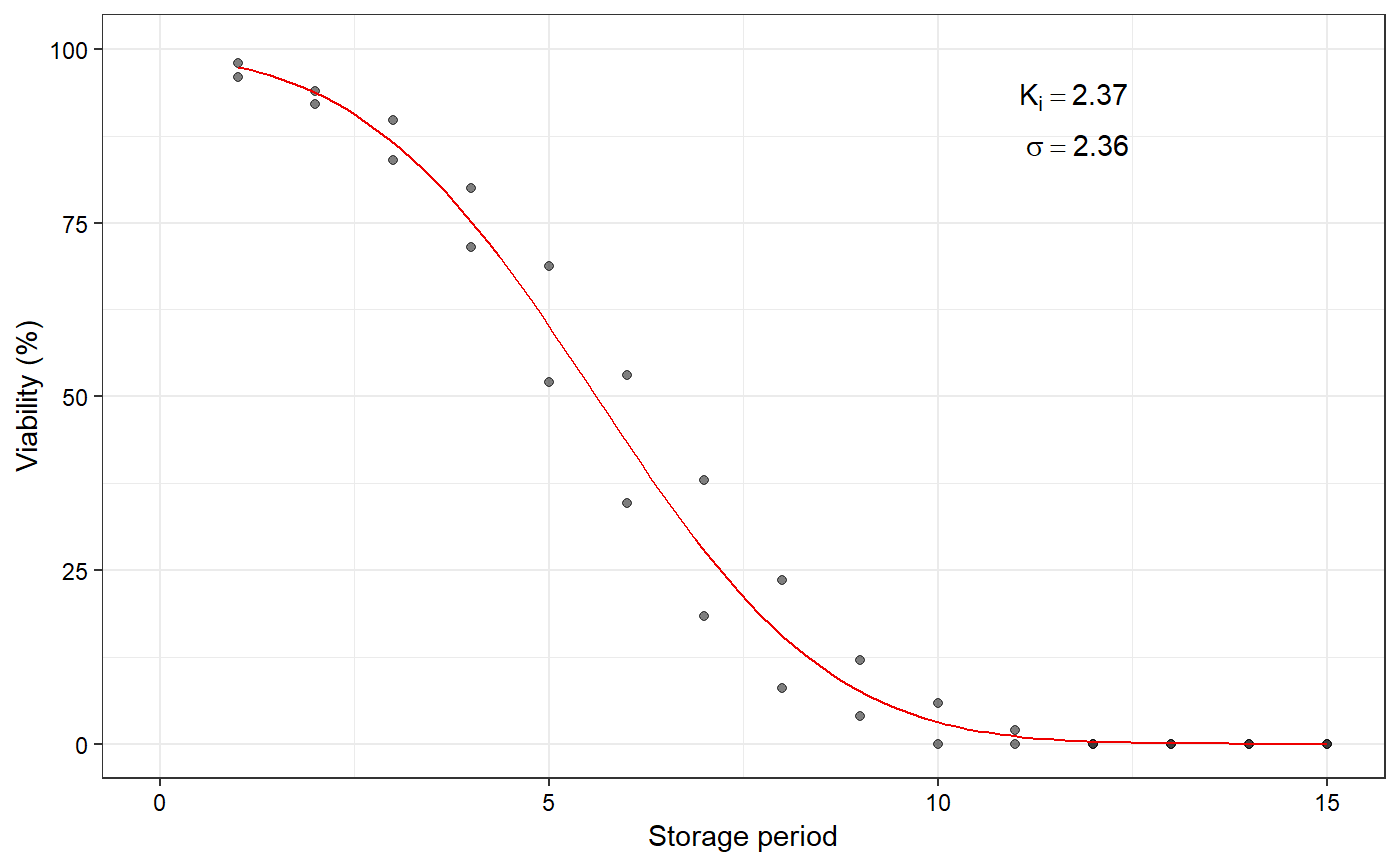 100
75
50
25
0
Viability (%)
Kᵢ = 2.37
σ = 2.36
0 5 10 15
Storage period